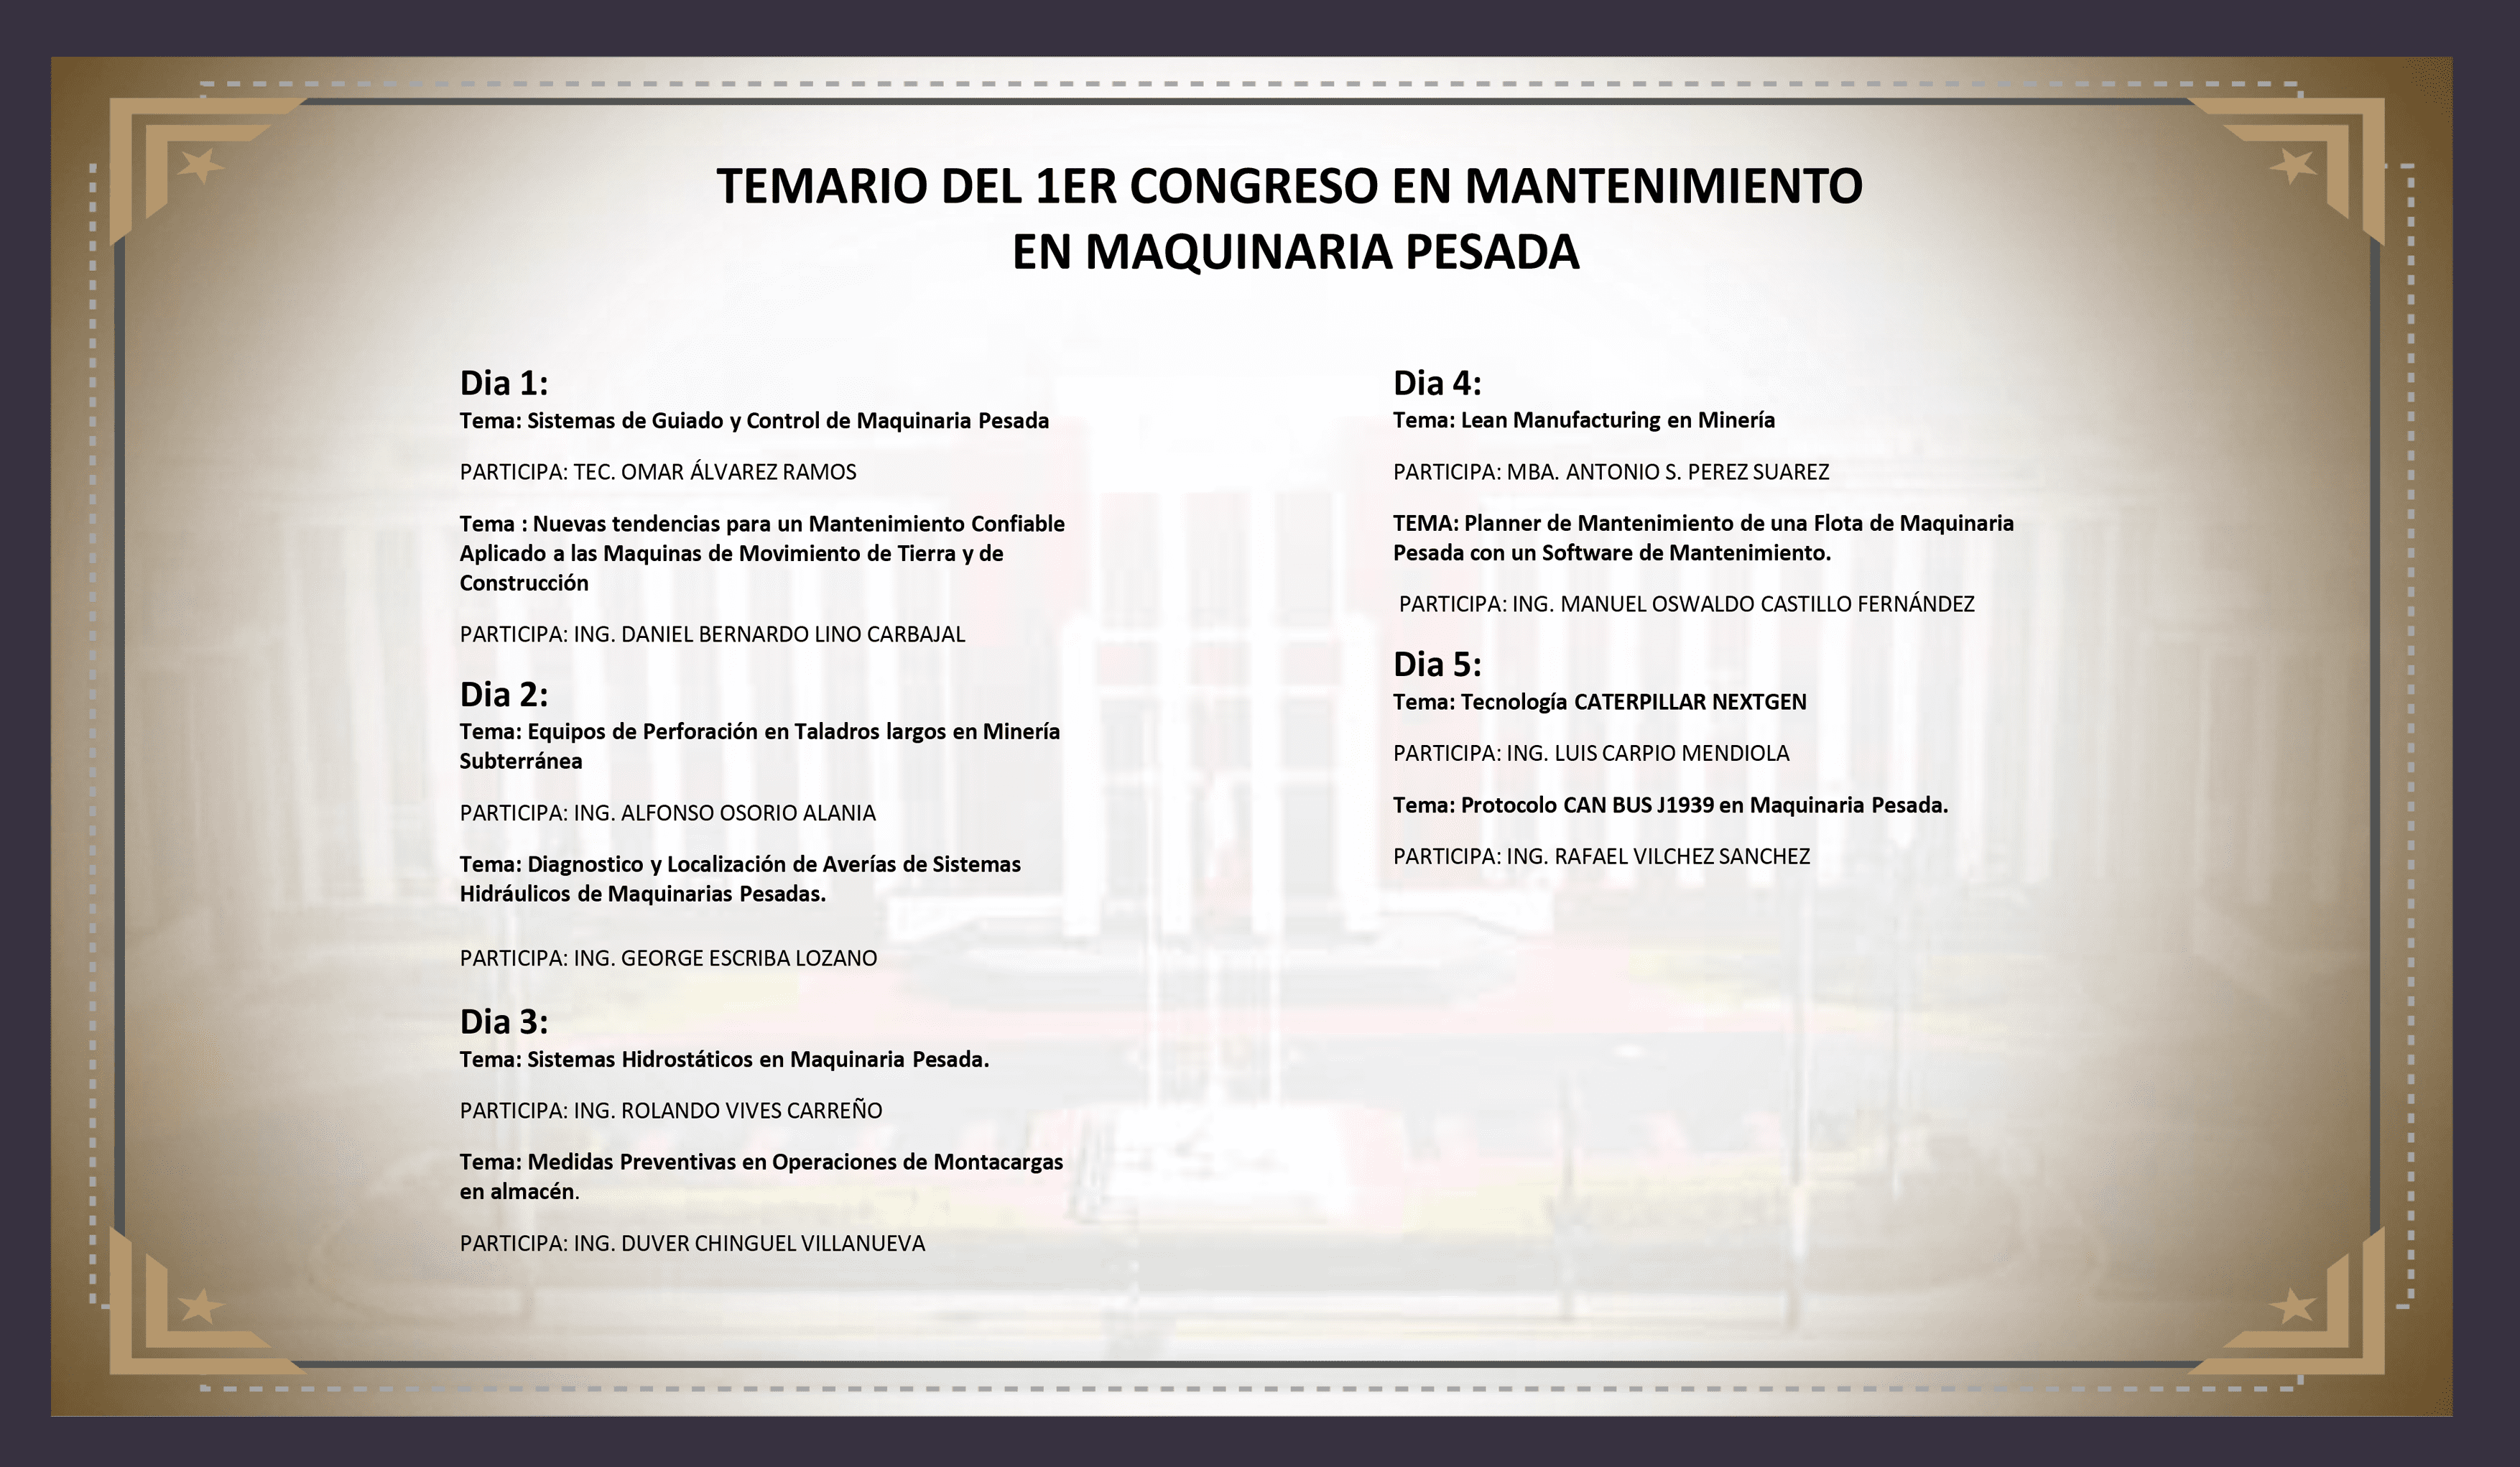 TEMARIO DEL 1ER CONGRESO EN MANTENIMIENTO
EN MAQUINARIA PESADA
Dia 1:
Tema: Sistemas de Guiado y Control de Maquinaria Pesada
PARTICIPA: TEC. OMAR ÁLVAREZ RAMOS
Tema : Nuevas tendencias para un Mantenimiento Confiable
Aplicado a las Maquinas de Movimiento de Tierra y de
Construcción
PARTICIPA: ING. DANIEL BERNARDO LINO CARBAJAL
Dia 2:
Tema: Equipos de Perforación en Taladros largos en Minería
Subterránea
PARTICIPA: ING. ALFONSO OSORIO ALANIA
Tema: Diagnostico y Localización de Averías de Sistemas
Hidráulicos de Maquinarias Pesadas.
PARTICIPA: ING. GEORGE ESCRIBA LOZANO
Dia 3:
Tema: Sistemas Hidrostáticos en Maquinaria Pesada.
PARTICIPA: ING. ROLANDO VIVES CARREÑO
Tema: Medidas Preventivas en Operaciones de Montacargas
en almacén.
PARTICIPA: ING. DUVER CHINGUEL VILLANUEVA
Dia 4:
Tema: Lean Manufacturing en Minería
PARTICIPA: MBA. ANTONIO S. PEREZ SUAREZ
TEMA: Planner de Mantenimiento de una Flota de Maquinaria
Pesada con un Software de Mantenimiento.
PARTICIPA: ING. MANUEL OSWALDO CASTILLO FERNÁNDEZ
Dia 5:
Tema: Tecnología CATERPILLAR NEXTGEN
PARTICIPA: ING. LUIS CARPIO MENDIOLA
Tema: Protocolo CAN BUS J1939 en Maquinaria Pesada.
PARTICIPA: ING. RAFAEL VILCHEZ SANCHEZ